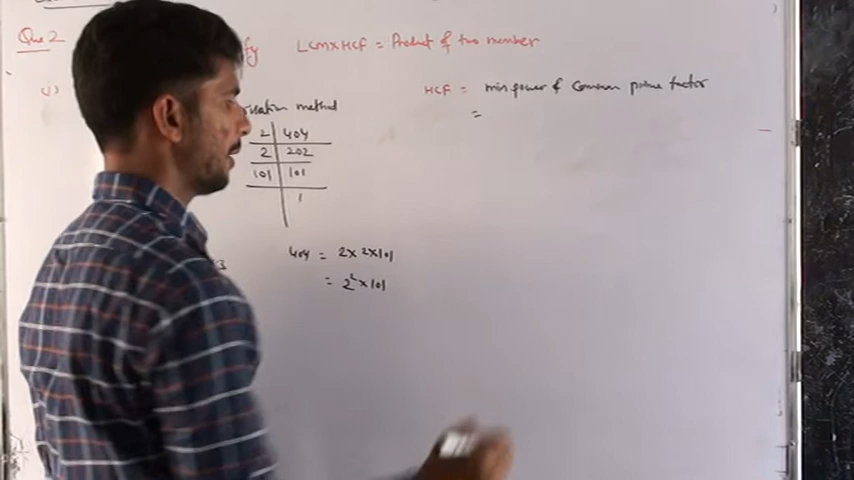 Que 2 fy LCM x HCF = Product of two number
(i) HCF = min power of Common prime factor
=
method
2 | 404
2 | 202
101 | 101
1
3 404 = 2 x 2 x 101
= 2² x 101